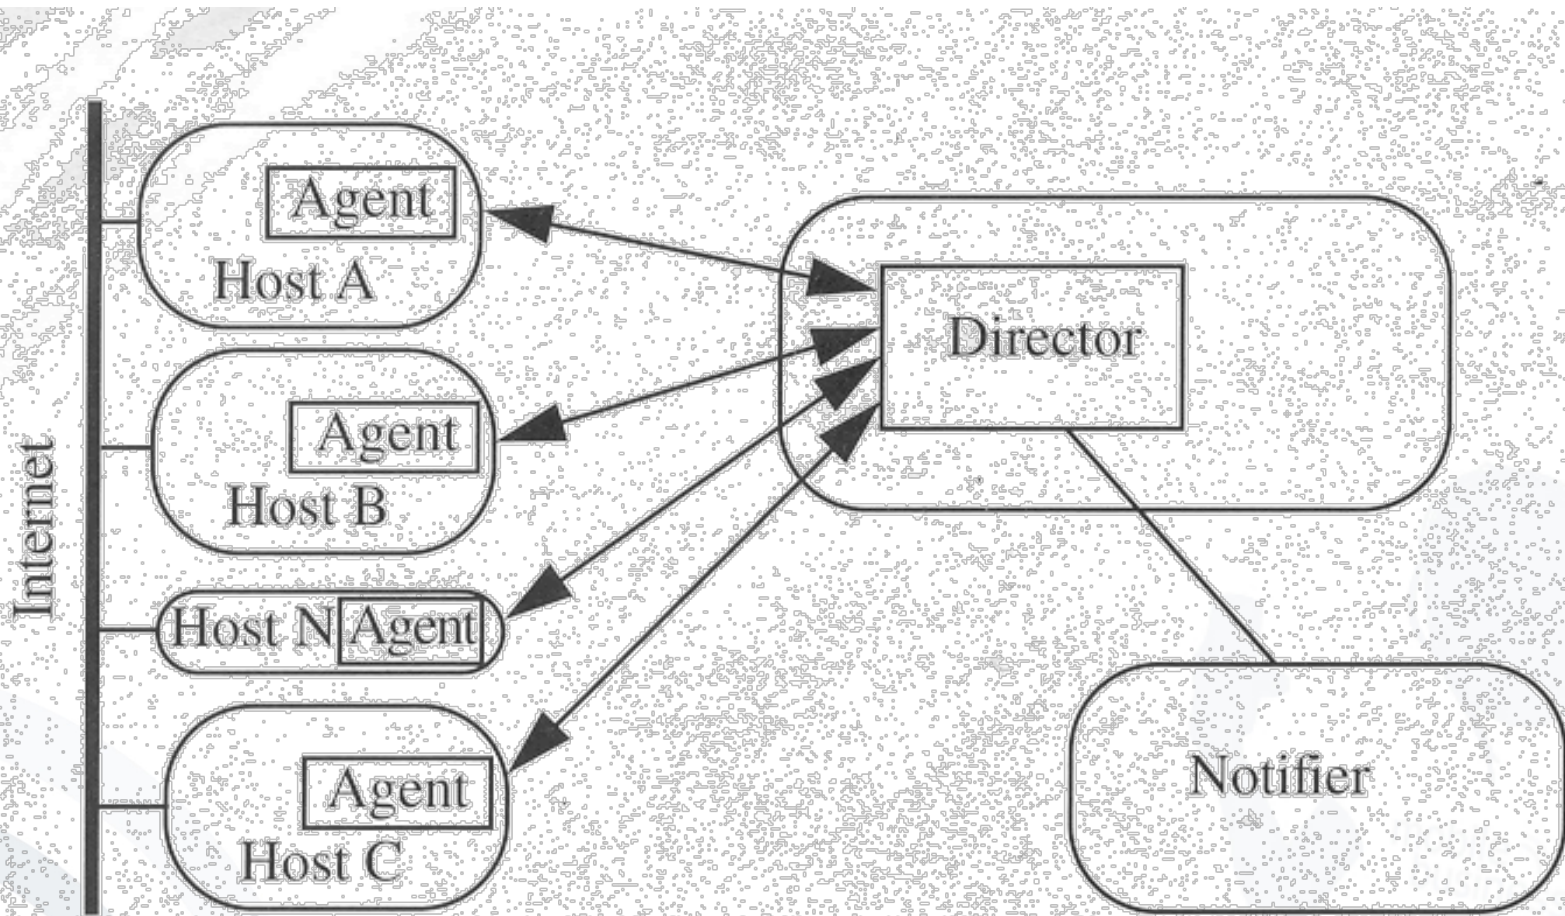 Internet
Agent
Host A
Agent
Host B
Host N Agent
Agent
Host C
Director
Notifier